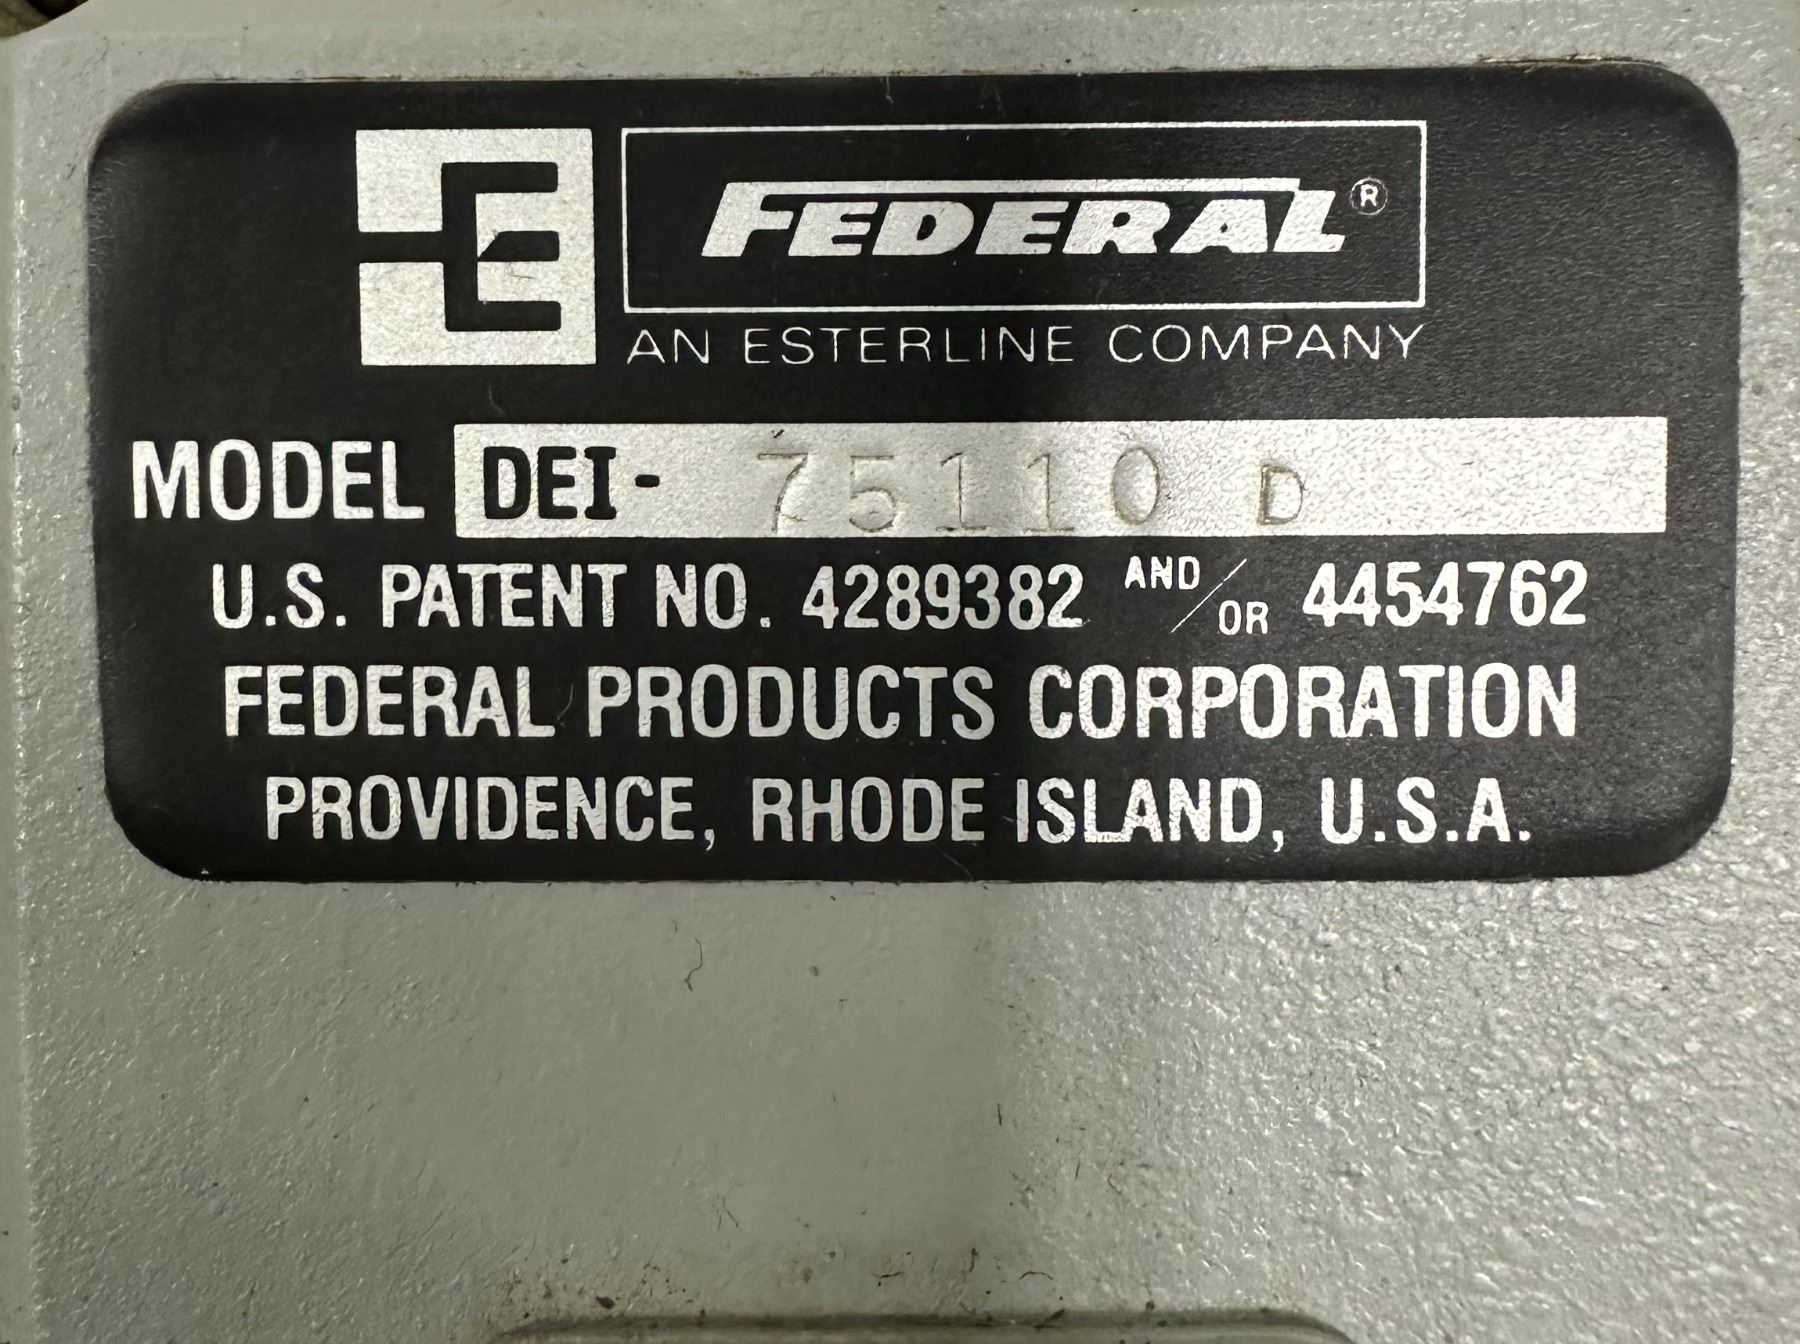 FEDERAL®
AN ESTERLINE COMPANY
MODEL DEI- 75110 D
U.S. PATENT NO. 4289382 AND/OR 4454762
FEDERAL PRODUCTS CORPORATION
PROVIDENCE, RHODE ISLAND, U.S.A.